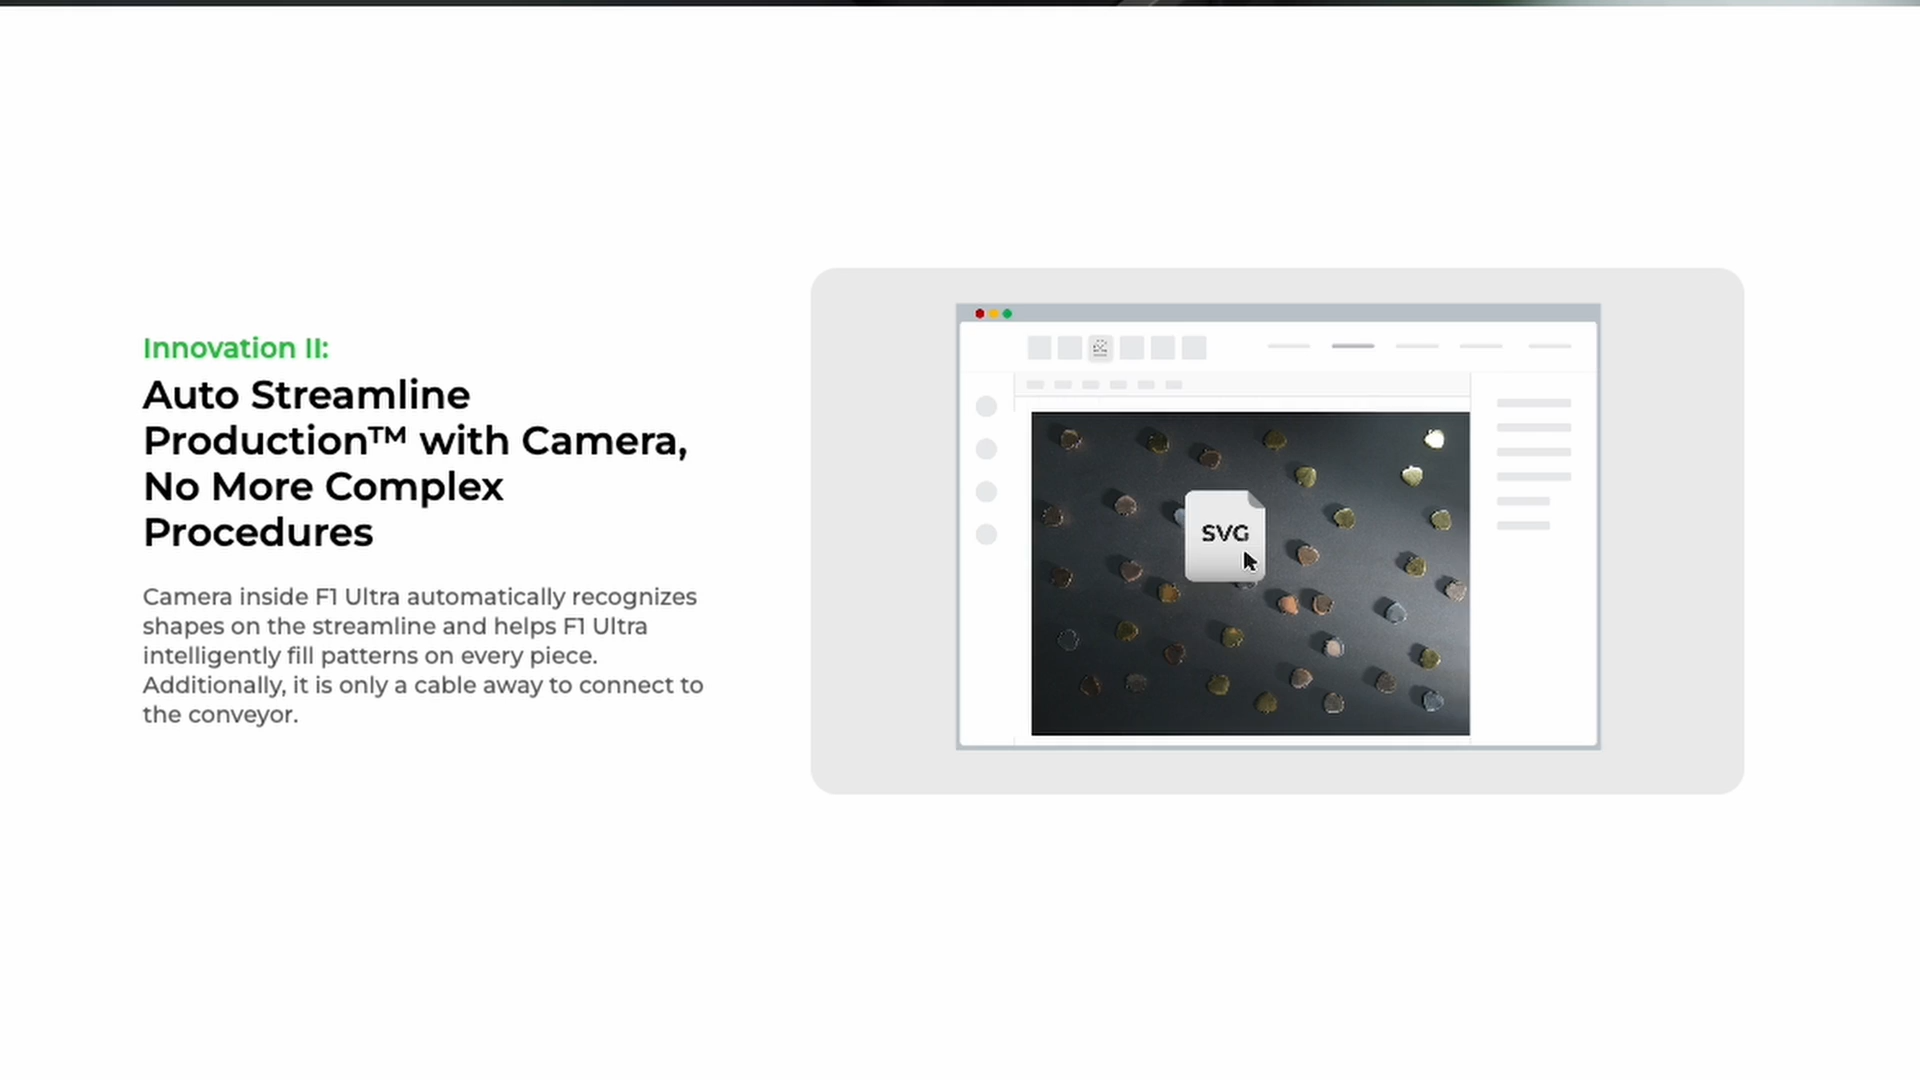 Innovation II:
Auto Streamline
Production™ with Camera,
No More Complex
Procedures
Camera inside F1 Ultra automatically recognizes
shapes on the streamline and helps F1 Ultra
intelligently fill patterns on every piece.
Additionally, it is only a cable away to connect to
the conveyor.
SVG